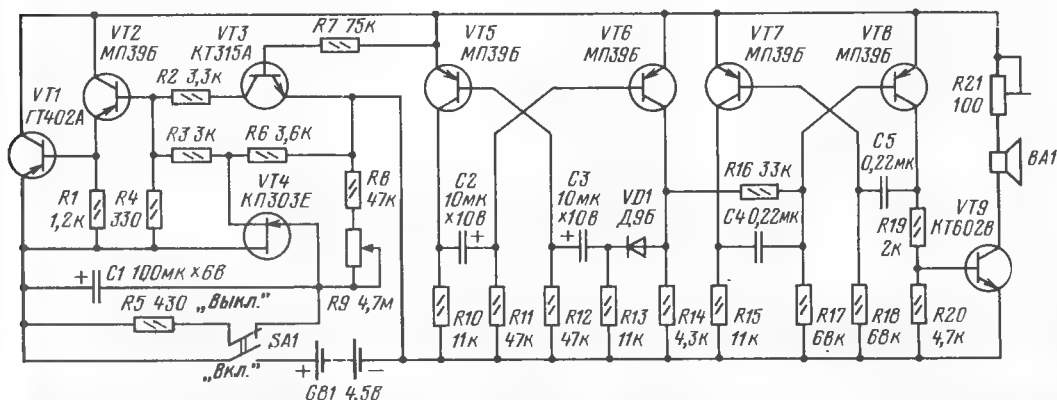 VT1
ГТ402А
VT2
МП39Б
VT3
КТ315А
R7 75к
R2 3,3к
R3 3к
R6 3,6к
R1
1,2к
R4
330
VT4
КП303Е
R8
47к
C1 100мк×6В
R5 430
„Выкл."
R9 4,7м
SA1
„Вкл."
+
GB1 4,5В
−
VT5
МП39Б
VT6
МП39Б
C2
10мк
×10В
+
C3
10мк
×10В
+
VD1
Д9Б
R10
11к
R11
47к
R12
47к
R13
11к
R14
4,3к
VT7
МП39Б
VT8
МП39Б
R16 33к
C4 0,22мк
C5
0,22мк
R15
11к
R17
68к
R18
68к
R19
2к
R20
4,7к
VT9
КТ602В
R21
100
BA1
+